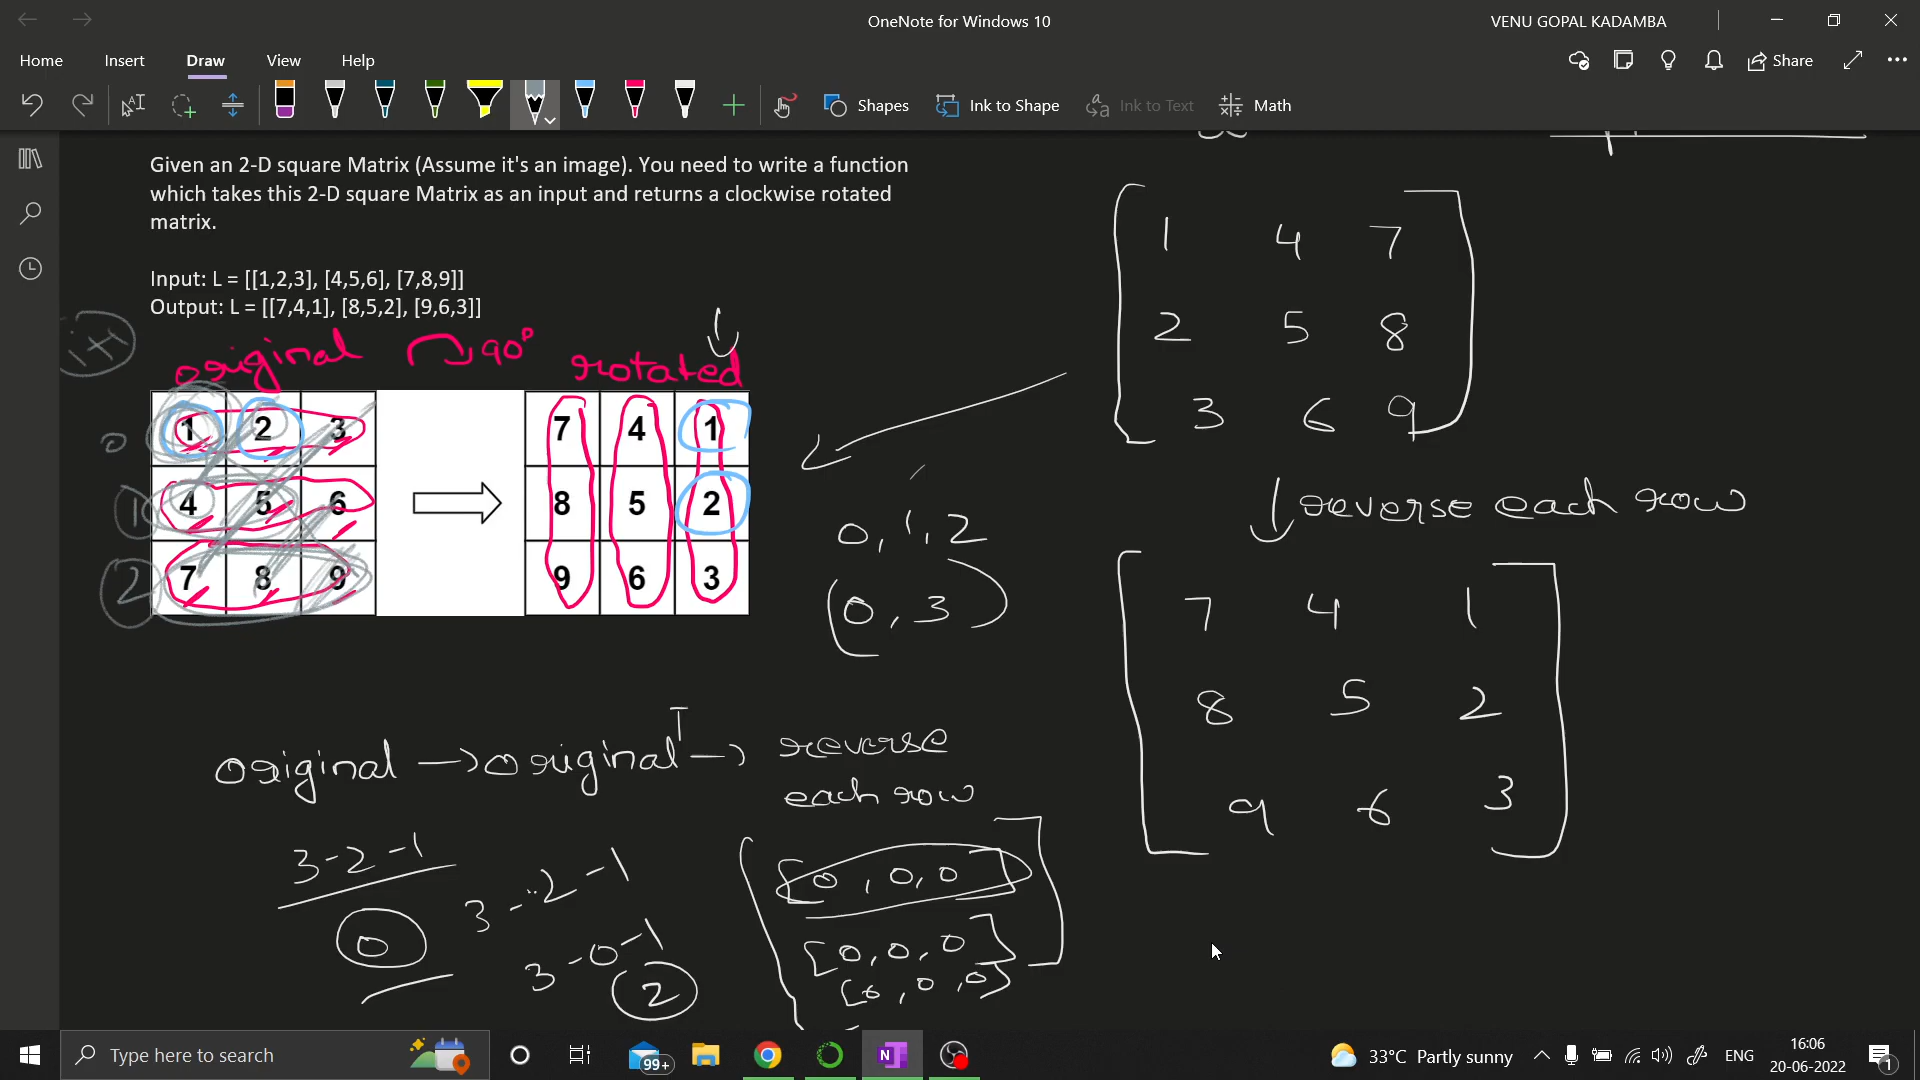 OneNote for Windows 10
VENU GOPAL KADAMBA
Home Insert Draw View Help
Share
Shapes Ink to Shape Ink to Text Math
Given an 2-D square Matrix (Assume it's an image). You need to write a function
which takes this 2-D square Matrix as an input and returns a clockwise rotated
matrix.
Input: L = [[1,2,3], [4,5,6], [7,8,9]]
Output: L = [[7,4,1], [8,5,2], [9,6,3]]
original 90° rotated
0 1 2 3 7 4 1
1 4 5 6 8 5 2
2 7 8 9 9 6 3
0, 1, 2
(0, 3)
1 4 7
2 5 8
3 6 9
↓ reverse each row
7 4 1
8 5 2
9 6 3
original → original^T → reverse
each row
3-2-1
0
3-2-1
3-0-1
2
[[0, 0, 0]
[0, 0, 0]
[0, 0, 0]
Type here to search
99+
33°C Partly sunny
ENG
16:06
20-06-2022
1